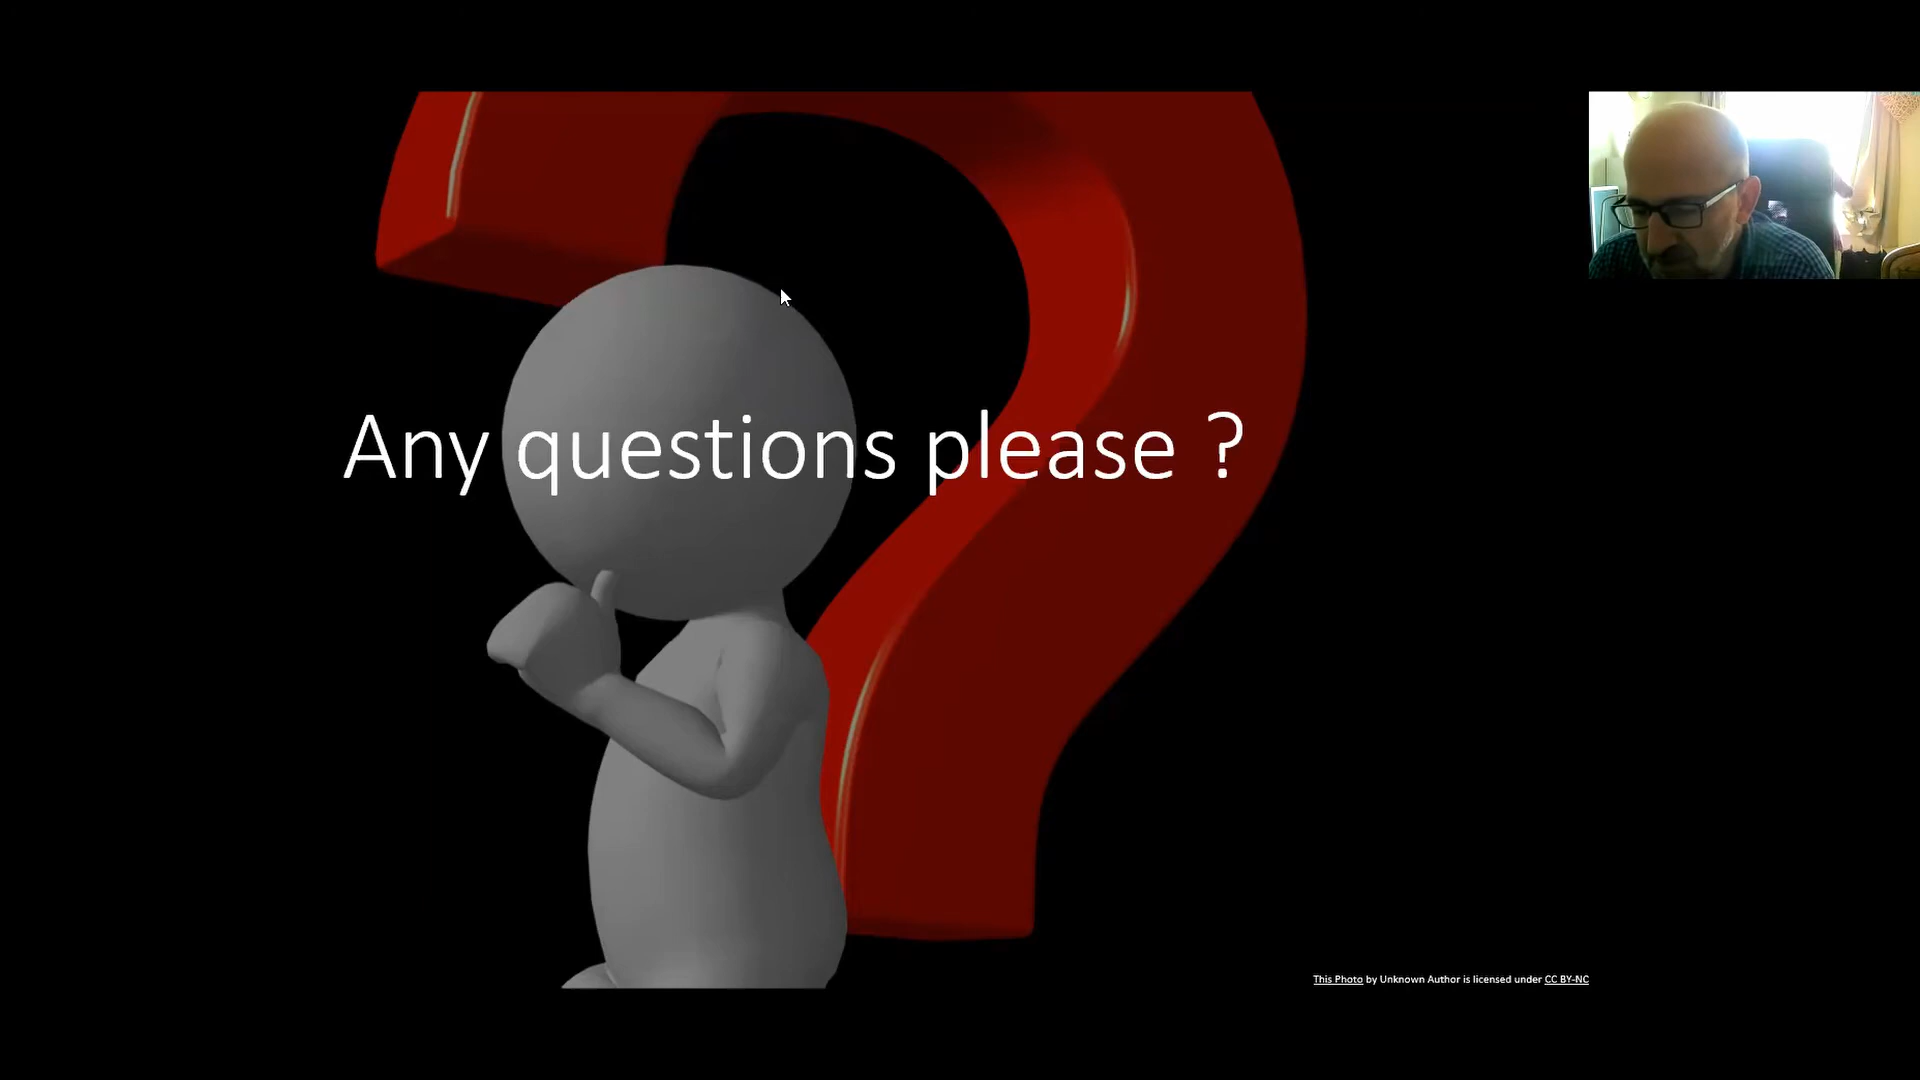 Any questions please ?
This Photo by Unknown Author is licensed under CC BY-NC